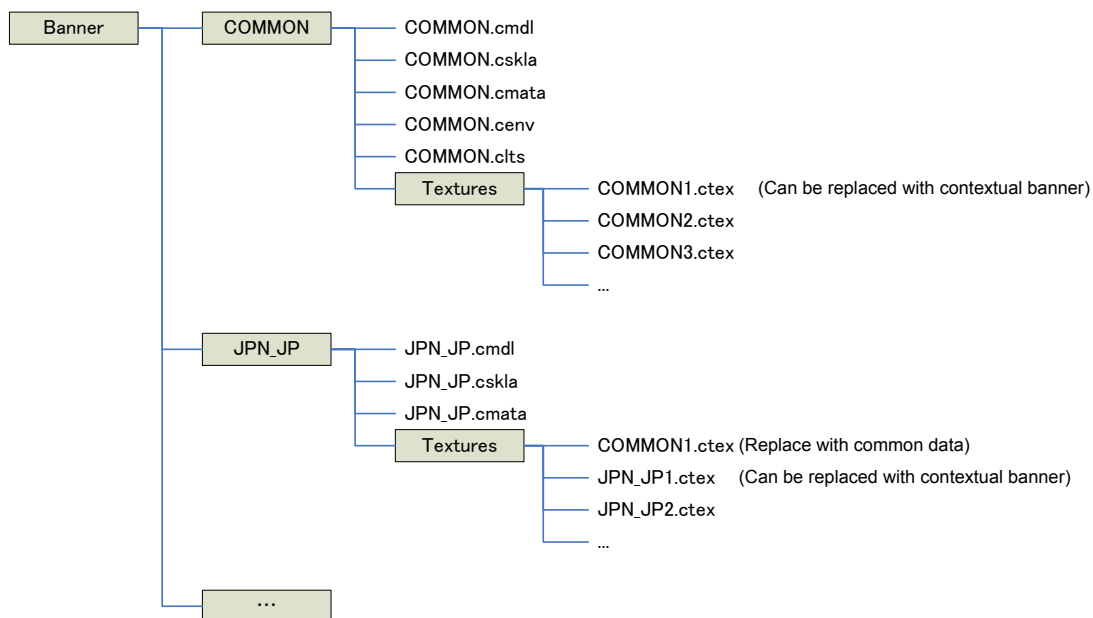 Banner
COMMON
COMMON.cmdl
COMMON.cskla
COMMON.cmata
COMMON.cenv
COMMON.clts
Textures
COMMON1.ctex (Can be replaced with contextual banner)
COMMON2.ctex
COMMON3.ctex
...
JPN_JP
JPN_JP.cmdl
JPN_JP.cskla
JPN_JP.cmata
Textures
COMMON1.ctex (Replace with common data)
JPN_JP1.ctex (Can be replaced with contextual banner)
JPN_JP2.ctex
...
...